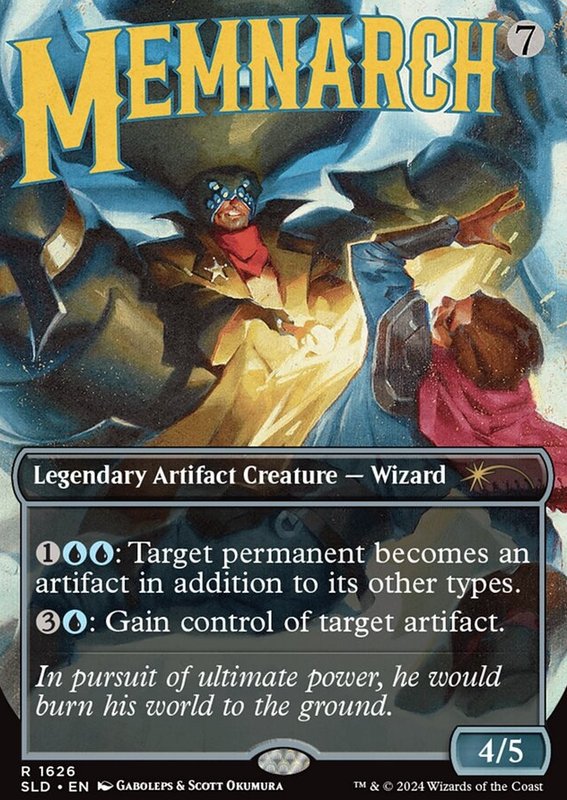 MEMNARCH
7
Legendary Artifact Creature — Wizard
1: Target permanent becomes an
artifact in addition to its other types.
3: Gain control of target artifact.
In pursuit of ultimate power, he would
burn his world to the ground.
4/5
R 1626
SLD • EN Gaboleps & Scott Okumura
™ & © 2024 Wizards of the Coast